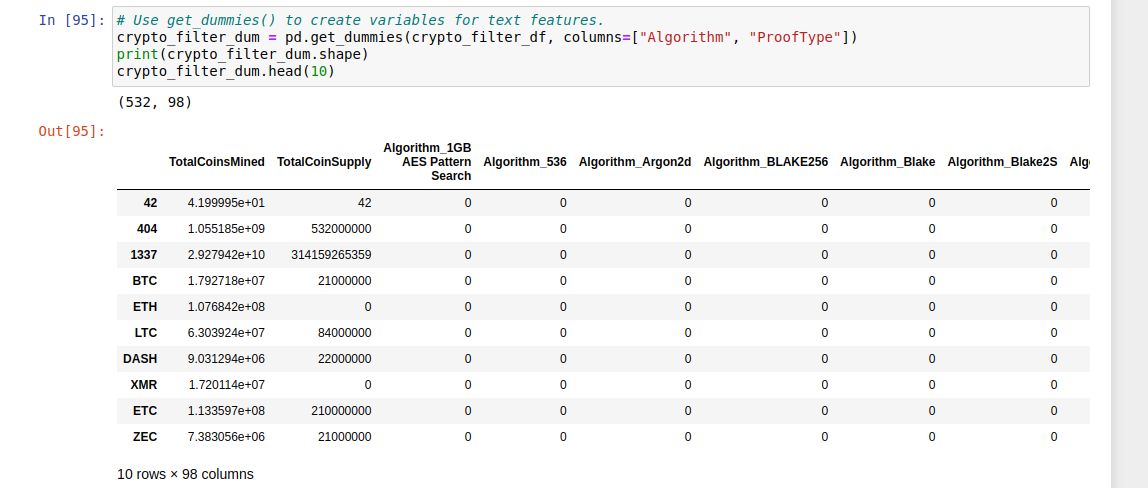 In [95]: # Use get_dummies() to create variables for text features.
crypto_filter_dum = pd.get_dummies(crypto_filter_df, columns=["Algorithm", "ProofType"])
print(crypto_filter_dum.shape)
crypto_filter_dum.head(10)
(532, 98)
Out[95]:
TotalCoinsMined TotalCoinSupply Algorithm_1GB AES Pattern Search Algorithm_536 Algorithm_Argon2d Algorithm_BLAKE256 Algorithm_Blake Algorithm_Blake2S Alg
42 4.199995e+01 42 0 0 0 0 0 0
404 1.055185e+09 532000000 0 0 0 0 0 0
1337 2.927942e+10 314159265359 0 0 0 0 0 0
BTC 1.792718e+07 21000000 0 0 0 0 0 0
ETH 1.076842e+08 0 0 0 0 0 0 0
LTC 6.303924e+07 84000000 0 0 0 0 0 0
DASH 9.031294e+06 22000000 0 0 0 0 0 0
XMR 1.720114e+07 0 0 0 0 0 0 0
ETC 1.133597e+08 210000000 0 0 0 0 0 0
ZEC 7.383056e+06 21000000 0 0 0 0 0 0
10 rows × 98 columns